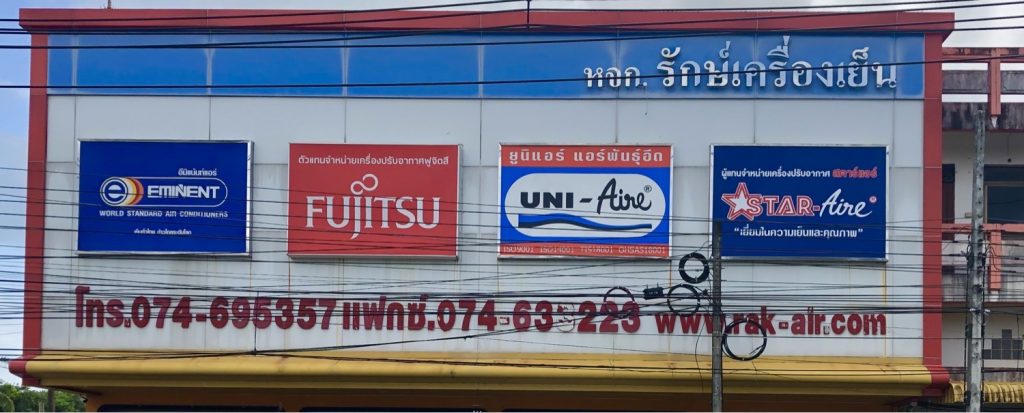 หจก. รักษ์เครื่องเย็น
อีมิแน้นท์แอร์
EMINENT
WORLD STANDARD AIR CONDITIONERS
ตัวแทนจำหน่ายเครื่องปรับอากาศฟูจิตสึ
FUJITSU
ยูนิแอร์ แอร์พันธุ์อึด
UNI-Aire®
ISO9001 ISO14001 TIS18001 OHSAS18001
ผู้แทนจำหน่ายเครื่องปรับอากาศ สตาร์แอร์
STAR-Aire®
“เยี่ยมในความเย็นและคุณภาพ”
โทร.074-695357 แฟกซ์.074-63 223 www.rak-air.com